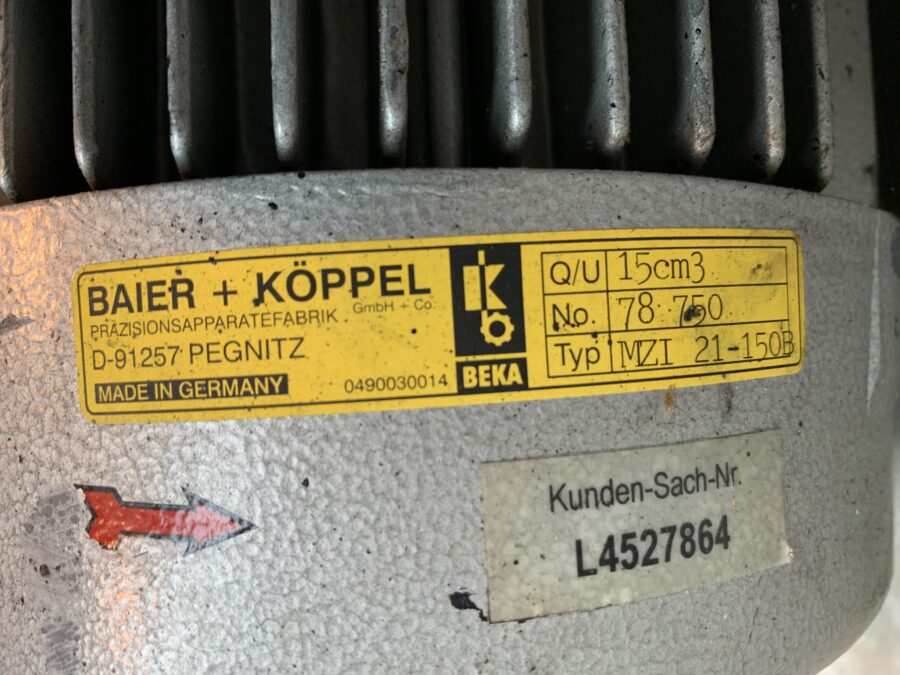 BAIER + KÖPPEL
GmbH + Co.
PRÄZISIONSAPPARATEFABRIK
D-91257 PEGNITZ
MADE IN GERMANY
0490030014
BEKA
Q/U 15cm3
No. 78 750
Typ MZI 21-150B
Kunden-Sach-Nr.
L4527864